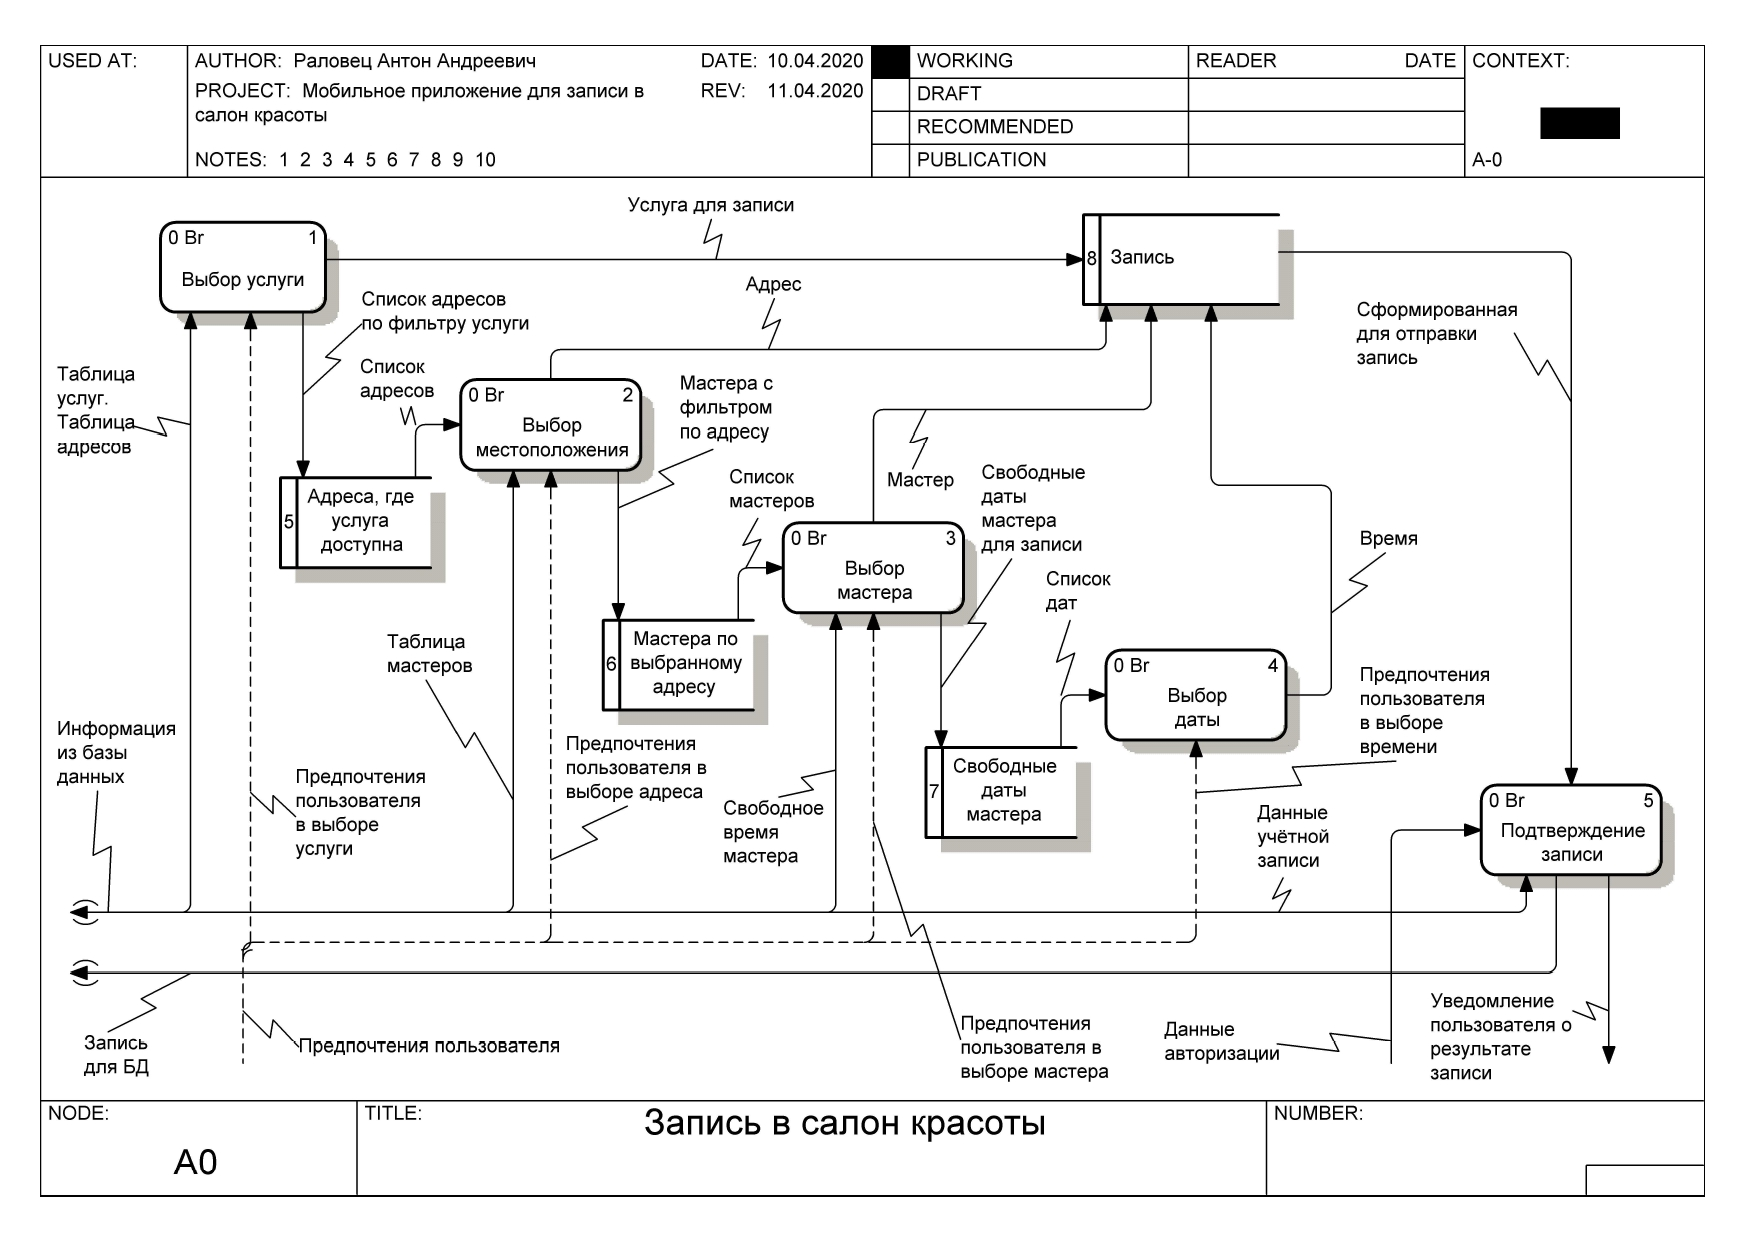 USED AT:
AUTHOR: Раловец Антон Андреевич
DATE: 10.04.2020
PROJECT: Мобильное приложение для записи в
салон красоты
REV: 11.04.2020
NOTES: 1 2 3 4 5 6 7 8 9 10
WORKING
DRAFT
RECOMMENDED
PUBLICATION
READER
DATE
CONTEXT:
A-0
Услуга для записи
0 Br 1
Выбор услуги
8 Запись
Адрес
Список адресов
по фильтру услуги
Сформированная
для отправки
запись
Список
адресов
Таблица
услуг.
Таблица
адресов
0 Br 2
Выбор
местоположения
Мастера с
фильтром
по адресу
Мастер
Список
мастеров
Свободные
даты
мастера
для записи
5
Адреса, где
услуга
доступна
0 Br 3
Выбор
мастера
Время
Список
дат
Таблица
мастеров
6
Мастера по
выбранному
адресу
0 Br 4
Выбор
даты
Предпочтения
пользователя
в выборе
времени
Информация
из базы
данных
Предпочтения
пользователя
в выборе
услуги
Предпочтения
пользователя в
выборе адреса
Свободное
время
мастера
7
Свободные
даты
мастера
Данные
учётной
записи
0 Br 5
Подтверждение
записи
Запись
для БД
Предпочтения пользователя
Предпочтения
пользователя в
выборе мастера
Данные
авторизации
Уведомление
пользователя о
результате
записи
NODE:
A0
TITLE:
Запись в салон красоты
NUMBER: